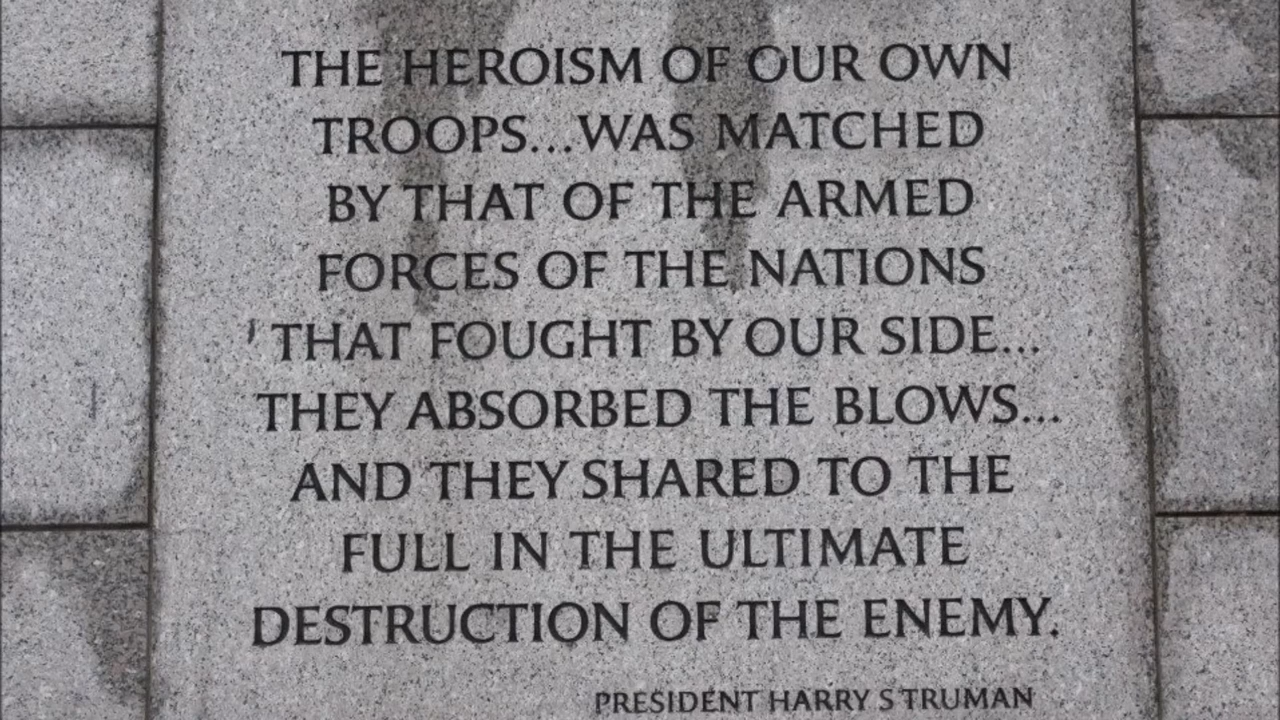 THE HEROISM OF OUR OWN
TROOPS...WAS MATCHED
BY THAT OF THE ARMED
FORCES OF THE NATIONS
THAT FOUGHT BY OUR SIDE...
THEY ABSORBED THE BLOWS...
AND THEY SHARED TO THE
FULL IN THE ULTIMATE
DESTRUCTION OF THE ENEMY.
PRESIDENT HARRY S TRUMAN